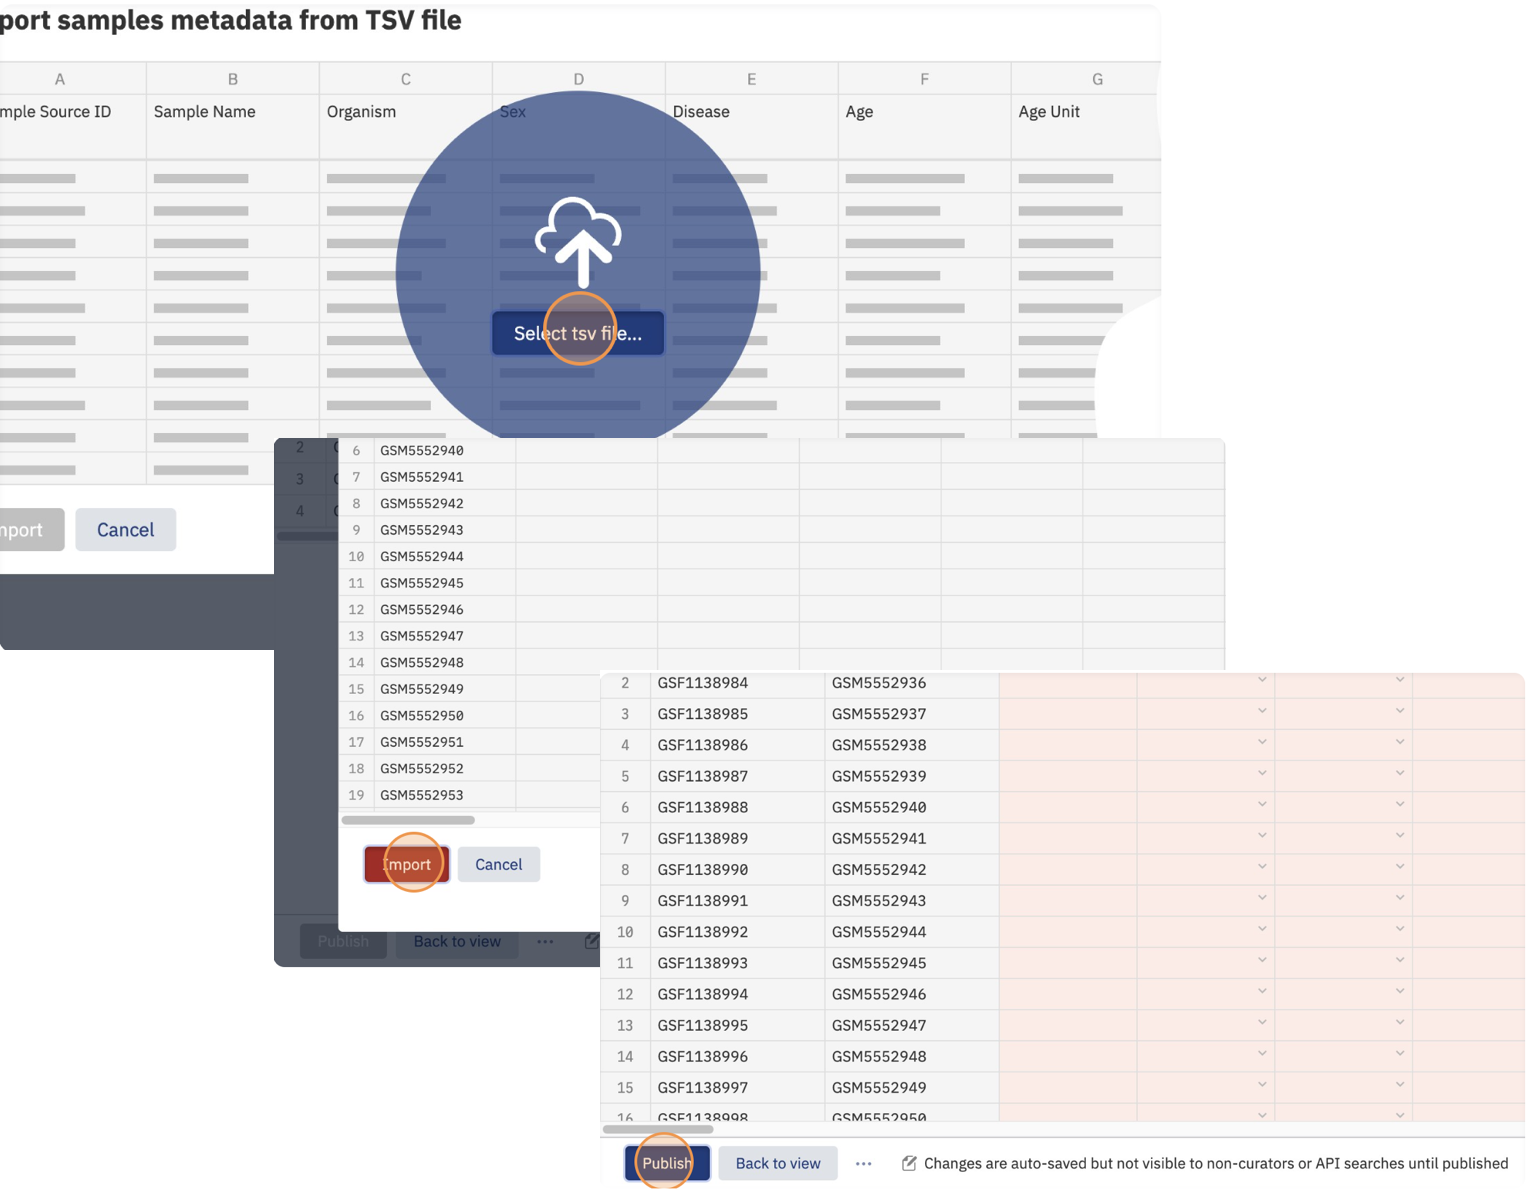 port samples metadata from TSV file
A B C D E F G
mple Source ID Sample Name Organism Sex Disease Age Age Unit
Select tsv file...
mport Cancel
2
3
4
6 GSM5552940
7 GSM5552941
8 GSM5552942
9 GSM5552943
10 GSM5552944
11 GSM5552945
12 GSM5552946
13 GSM5552947
14 GSM5552948
15 GSM5552949
16 GSM5552950
17 GSM5552951
18 GSM5552952
19 GSM5552953
Import Cancel
Publish Back to view ...
2 GSF1138984 GSM5552936
3 GSF1138985 GSM5552937
4 GSF1138986 GSM5552938
5 GSF1138987 GSM5552939
6 GSF1138988 GSM5552940
7 GSF1138989 GSM5552941
8 GSF1138990 GSM5552942
9 GSF1138991 GSM5552943
10 GSF1138992 GSM5552944
11 GSF1138993 GSM5552945
12 GSF1138994 GSM5552946
13 GSF1138995 GSM5552947
14 GSF1138996 GSM5552948
15 GSF1138997 GSM5552949
16 GSF1138998 GSM5552950
Publish Back to view ... Changes are auto-saved but not visible to non-curators or API searches until published